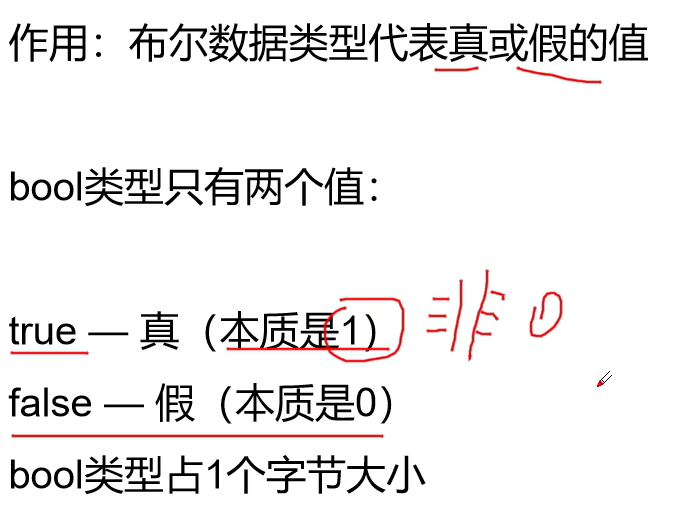 作用：布尔数据类型代表真或假的值
bool类型只有两个值：
true — 真（本质是1） 非0
false — 假（本质是0）
bool类型占1个字节大小